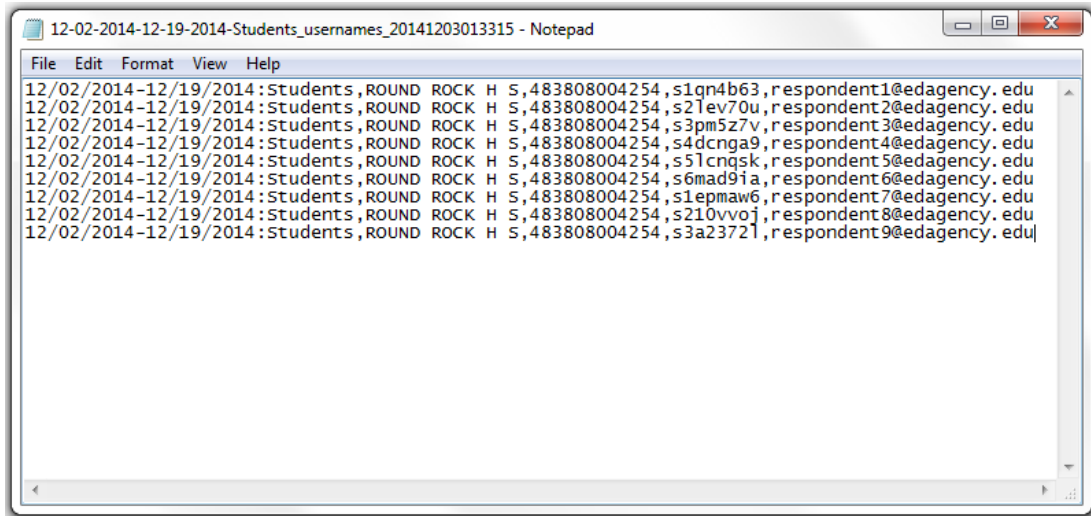 12-02-2014-12-19-2014-Students_usernames_20141203013315 - Notepad
File Edit Format View Help
12/02/2014-12/19/2014:Students,ROUND ROCK H S,483808004254,s1qn4b63,respondent1@edagency.edu
12/02/2014-12/19/2014:Students,ROUND ROCK H S,483808004254,s2lev70u,respondent2@edagency.edu
12/02/2014-12/19/2014:Students,ROUND ROCK H S,483808004254,s3pm5z7v,respondent3@edagency.edu
12/02/2014-12/19/2014:Students,ROUND ROCK H S,483808004254,s4dcnga9,respondent4@edagency.edu
12/02/2014-12/19/2014:Students,ROUND ROCK H S,483808004254,s5lcnqsk,respondent5@edagency.edu
12/02/2014-12/19/2014:Students,ROUND ROCK H S,483808004254,s6mad9ia,respondent6@edagency.edu
12/02/2014-12/19/2014:Students,ROUND ROCK H S,483808004254,s1epmaw6,respondent7@edagency.edu
12/02/2014-12/19/2014:Students,ROUND ROCK H S,483808004254,s210vvoj,respondent8@edagency.edu
12/02/2014-12/19/2014:Students,ROUND ROCK H S,483808004254,s3a2372l,respondent9@edagency.edu